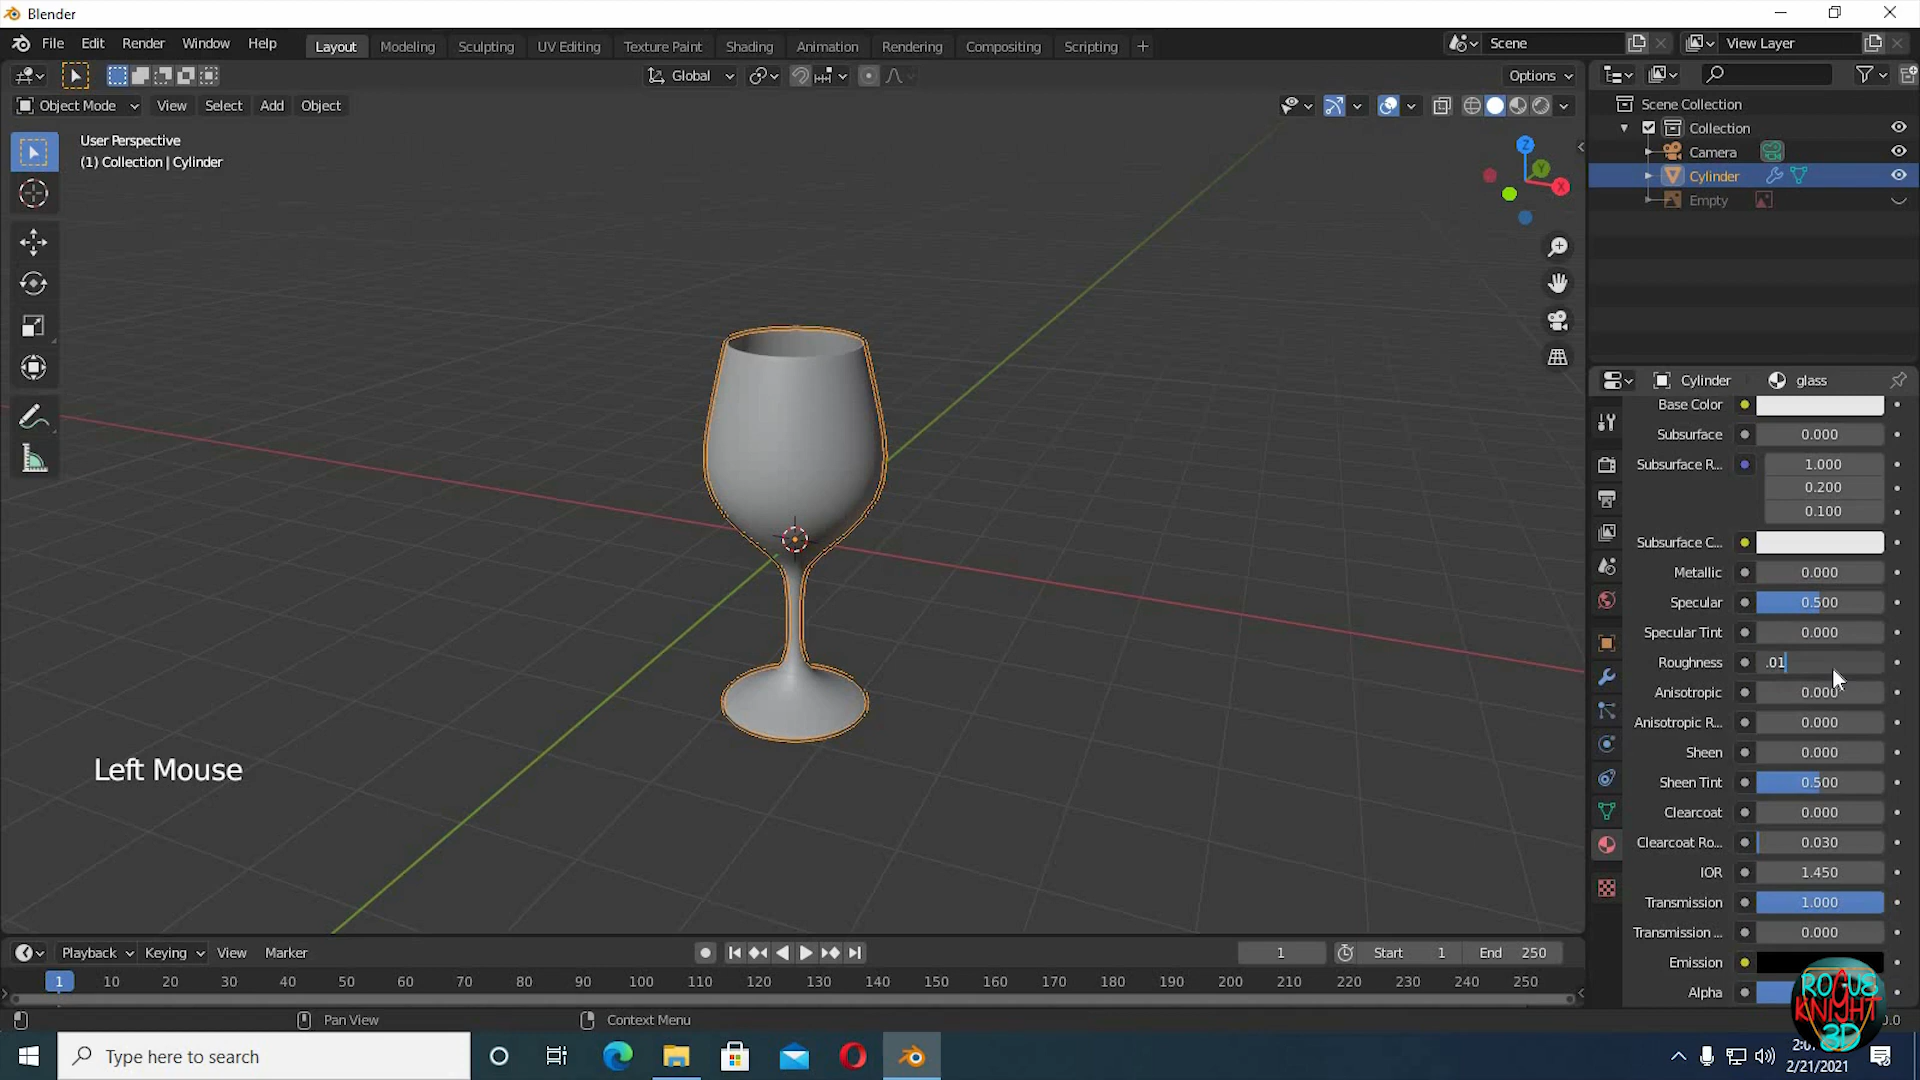 Blender
File Edit Render Window Help Layout Modeling Sculpting UV Editing Texture Paint Shading Animation Rendering Compositing Scripting + Scene View Layer
Global Options
Object Mode View Select Add Object
User Perspective
(1) Collection | Cylinder
Scene Collection
Collection
Camera
Cylinder
Empty
Z
Y
X
Cylinder glass
Base Color
Subsurface 0.000
Subsurface R... 1.000
0.200
0.100
Subsurface C...
Metallic 0.000
Specular 0.500
Specular Tint 0.000
Roughness .01
Anisotropic 0.000
Anisotropic R... 0.000
Sheen 0.000
Sheen Tint 0.500
Clearcoat 0.000
Clearcoat Ro... 0.030
IOR 1.450
Transmission 1.000
Transmission ... 0.000
Emission
Alpha
Left Mouse
Playback Keying View Marker 1 Start 1 End 250
1 10 20 30 40 50 60 70 80 90 100 110 120 130 140 150 160 170 180 190 200 210 220 230 240 250
Pan View Context Menu
ROGUE
KNIGHT
3D
Type here to search
2/21/2021